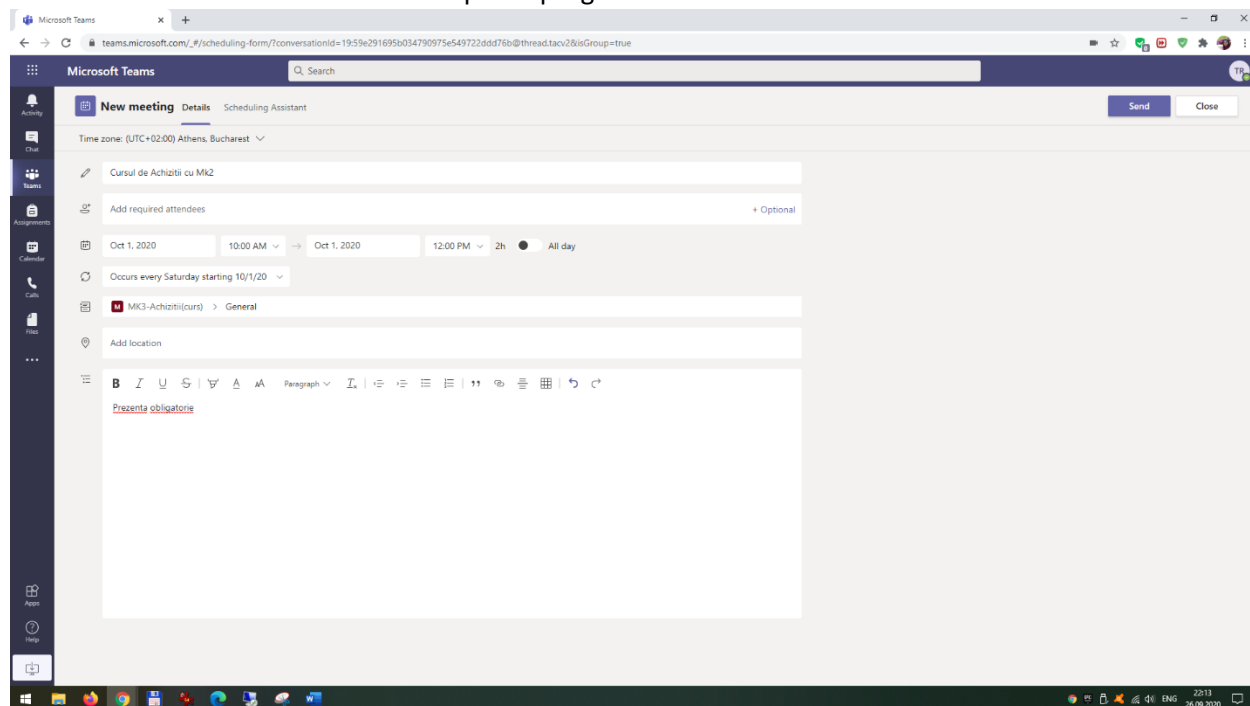 Microsoft Teams
teams.microsoft.com/_#/scheduling-form/?conversationId=19:59e291695b034790975e549722ddd76b@thread.tacv2&isGroup=true
Microsoft Teams
Search
TR
New meeting Details Scheduling Assistant
Send Close
Time zone: (UTC+02:00) Athens, Bucharest
Activity
Chat
Teams
Assignments
Calendar
Calls
Files
Cursul de Achizitii cu Mk2
Add required attendees + Optional
Oct 1, 2020 10:00 AM → Oct 1, 2020 12:00 PM 2h All day
Occurs every Saturday starting 10/1/20
M MK3-Achizitii(curs) > General
Add location
B I U S A AA Paragraph Tx
Prezenta obligatorie
Apps
Help
ENG 22:13
26.09.2020